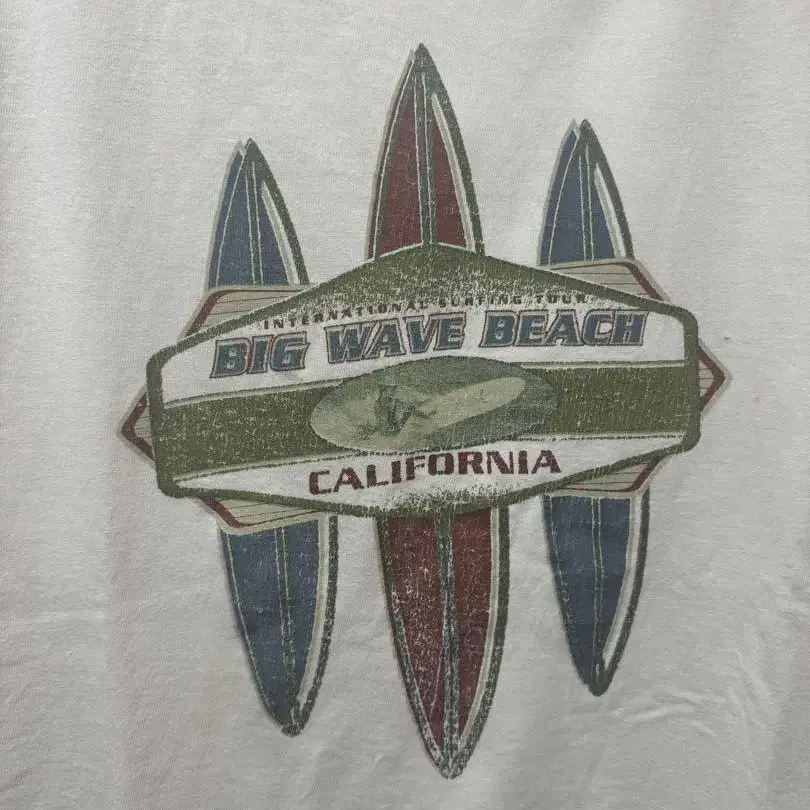 INTERNATIONAL SURFING TOUR
BIG WAVE BEACH
CALIFORNIA